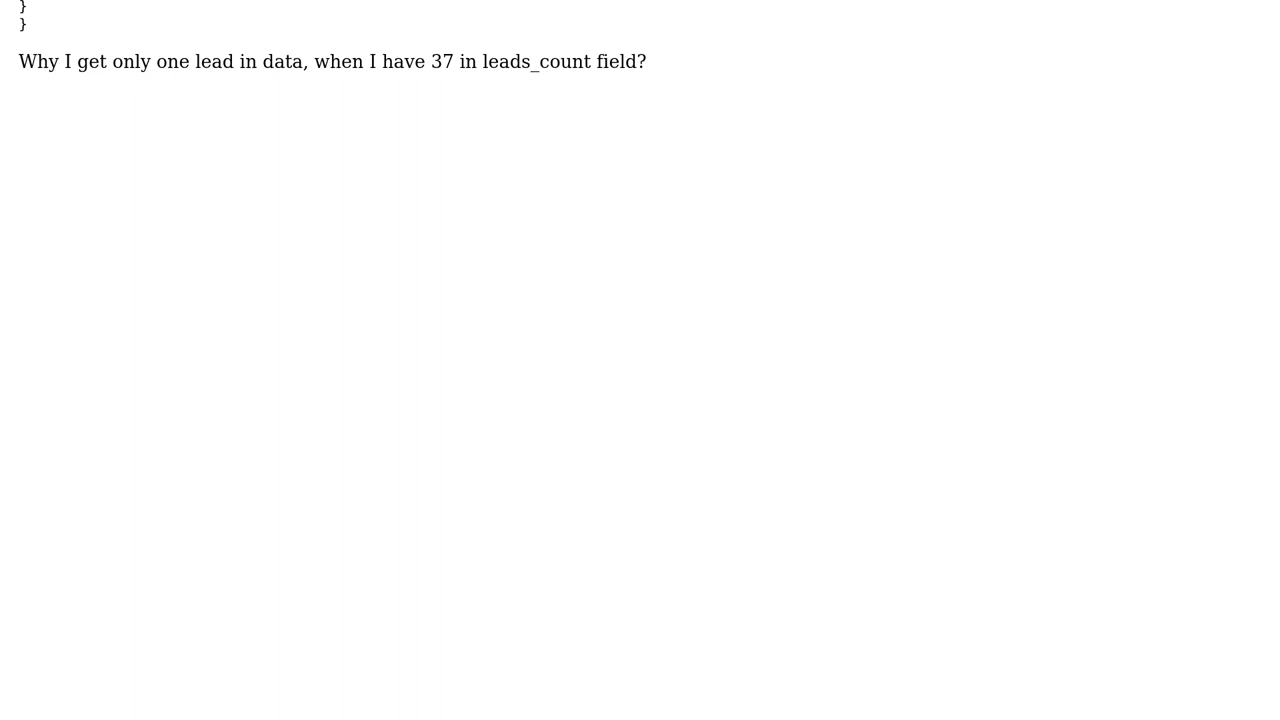 }
}
Why I get only one lead in data, when I have 37 in leads_count field?